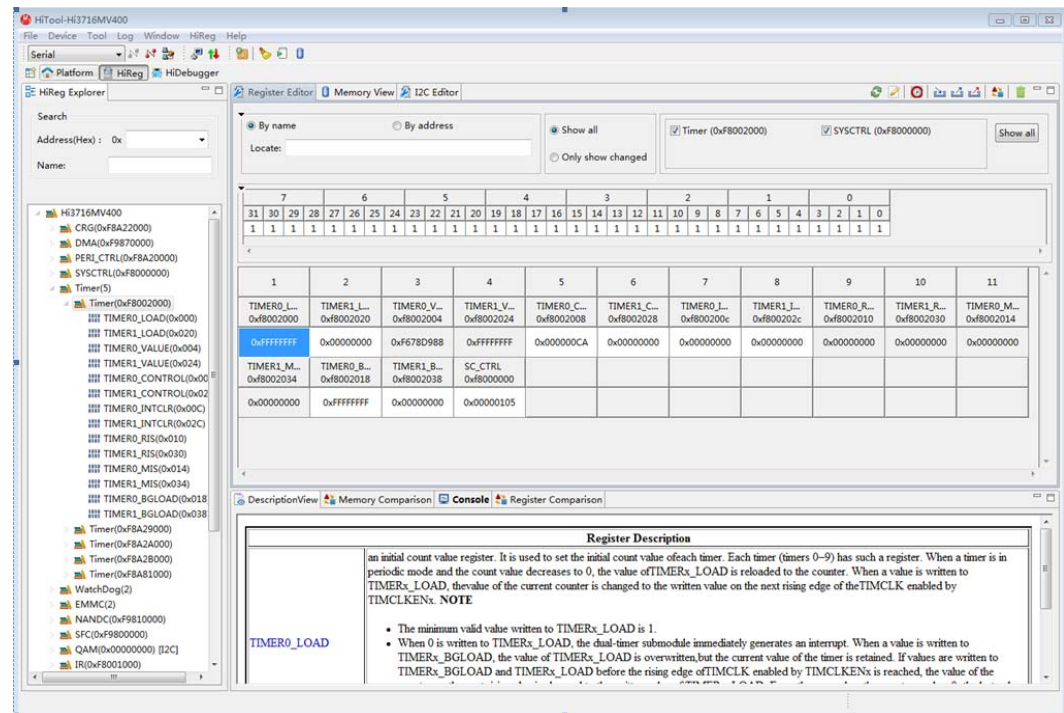 HiTool-Hi3716MV400
File Device Tool Log Window HiReg Help
Serial
Platform HiReg HiDebugger
HiReg Explorer
Search
Address(Hex) : 0x
Name:
Hi3716MV400
CRG(0xF8A22000)
DMA(0xF9870000)
PERI_CTRL(0xF8A20000)
SYSCTRL(0xF8000000)
Timer(5)
Timer(0xF8002000)
TIMER0_LOAD(0x000)
TIMER1_LOAD(0x020)
TIMER0_VALUE(0x004)
TIMER1_VALUE(0x024)
TIMER0_CONTROL(0x00
TIMER1_CONTROL(0x02
TIMER0_INTCLR(0x00C)
TIMER1_INTCLR(0x02C)
TIMER0_RIS(0x010)
TIMER1_RIS(0x030)
TIMER0_MIS(0x014)
TIMER1_MIS(0x034)
TIMER0_BGLOAD(0x018
TIMER1_BGLOAD(0x038
Timer(0xF8A29000)
Timer(0xF8A2A000)
Timer(0xF8A2B000)
Timer(0xF8A81000)
WatchDog(2)
EMMC(2)
NANDC(0xF9810000)
SFC(0xF9800000)
QAM(0x00000000) [I2C]
IR(0xF8001000)
Register Editor Memory View I2C Editor
By name By address Show all Timer (0xF8002000) SYSCTRL (0xF8000000) Show all
Locate: Only show changed
7 6 5 4 3 2 1 0
31 30 29 28 27 26 25 24 23 22 21 20 19 18 17 16 15 14 13 12 11 10 9 8 7 6 5 4 3 2 1 0
1 1 1 1 1 1 1 1 1 1 1 1 1 1 1 1 1 1 1 1 1 1 1 1 1 1 1 1 1 1 1 1
1 2 3 4 5 6 7 8 9 10 11
TIMER0_L... TIMER1_L... TIMER0_V... TIMER1_V... TIMER0_C... TIMER1_C... TIMER0_I... TIMER1_I... TIMER0_R... TIMER1_R... TIMER0_M...
0xf8002000 0xf8002020 0xf8002004 0xf8002024 0xf8002008 0xf8002028 0xf800200c 0xf800202c 0xf8002010 0xf8002030 0xf8002014
0xFFFFFFFF 0x00000000 0xF678D988 0xFFFFFFFF 0x000000CA 0x00000000 0x00000000 0x00000000 0x00000000 0x00000000 0x00000000
TIMER1_M... TIMER0_B... TIMER1_B... SC_CTRL
0xf8002034 0xf8002018 0xf8002038 0xf8000000
0x00000000 0xFFFFFFFF 0x00000000 0x00000105
DescriptionView Memory Comparison Console Register Comparison
Register Description
TIMER0_LOAD
an initial count value register. It is used to set the initial count value ofeach timer. Each timer (timers 0–9) has such a register. When a timer is in
periodic mode and the count value decreases to 0, the value ofTIMERx_LOAD is reloaded to the counter. When a value is written to
TIMERx_LOAD, thevalue of the current counter is changed to the written value on the next rising edge of theTIMCLK enabled by
TIMCLKENx. NOTE
• The minimum valid value written to TIMERx_LOAD is 1.
• When 0 is written to TIMERx_LOAD, the dual-timer submodule immediately generates an interrupt. When a value is written to
TIMERx_BGLOAD, the value of TIMERx_LOAD is overwritten,but the current value of the timer is retained. If values are written to
TIMERx_BGLOAD and TIMERx_LOAD before the rising edge ofTIMCLK enabled by TIMCLKENx is reached, the value of the